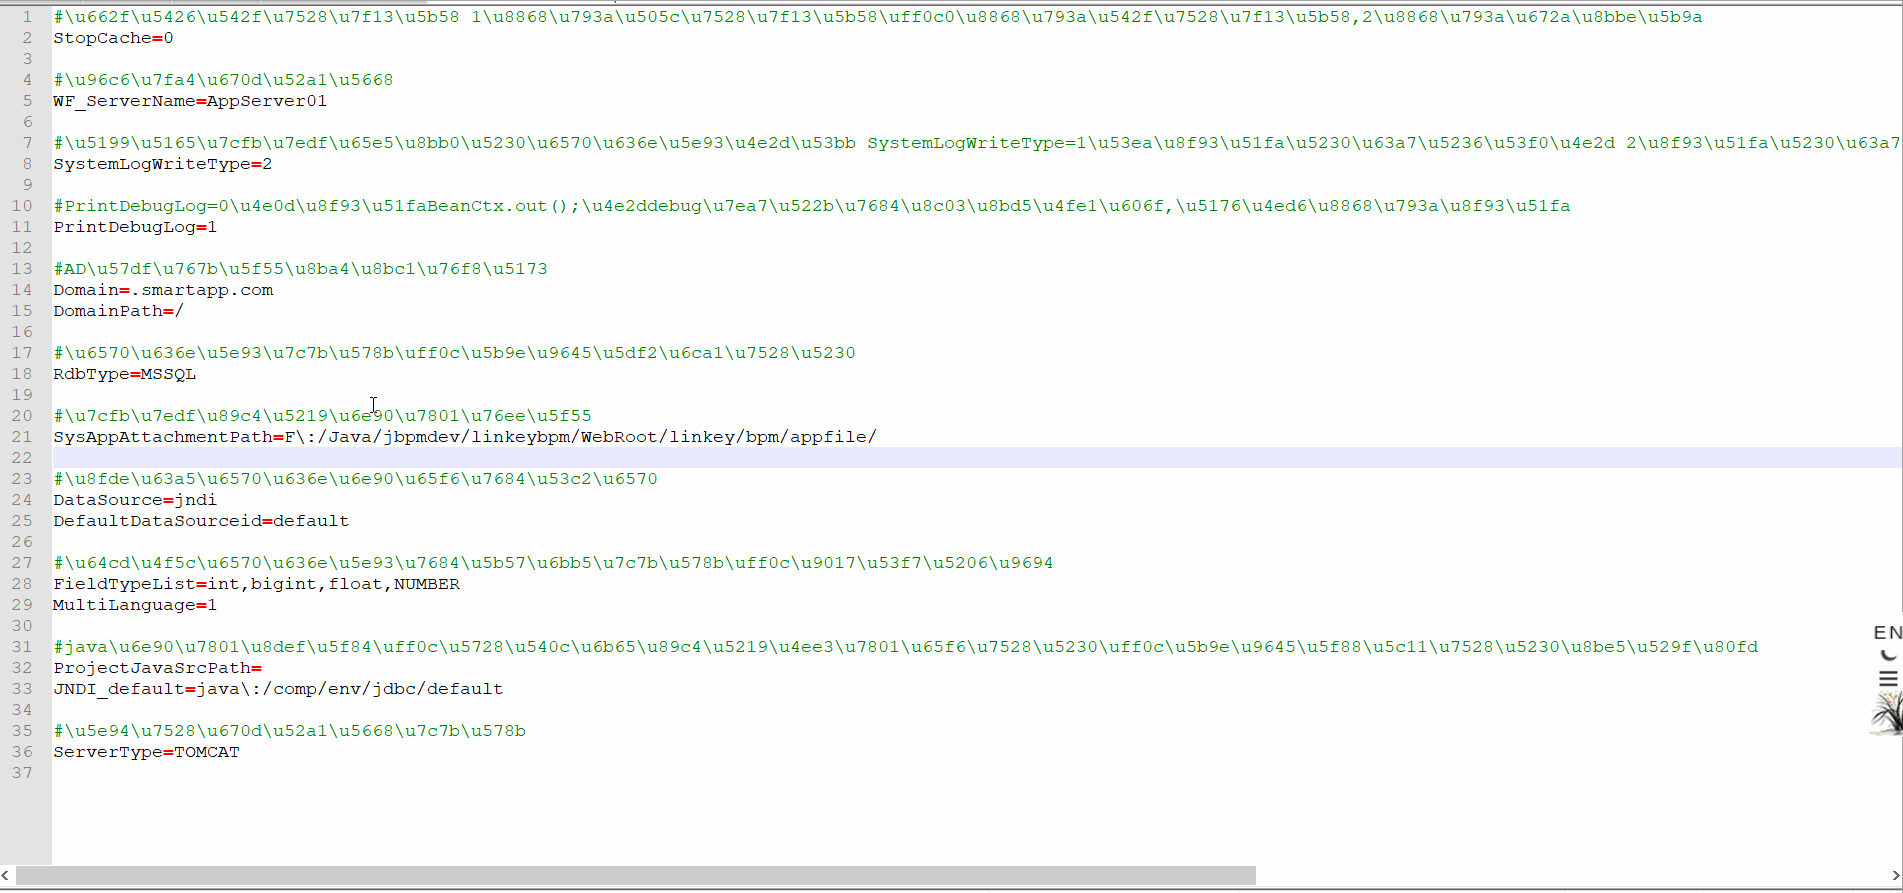 1 #\u662f\u5426\u542f\u7528\u7f13\u5b58 1\u8868\u793a\u505c\u7528\u7f13\u5b58\uff0c0\u8868\u793a\u542f\u7528\u7f13\u5b58,2\u8868\u793a\u672a\u8bbe\u5b9a
2 StopCache=0
3
4 #\u96c6\u7fa4\u670d\u52a1\u5668
5 WF_ServerName=AppServer01
6
7 #\u5199\u5165\u7cfb\u7edf\u65e5\u8bb0\u5230\u6570\u636e\u5e93\u4e2d\u53bb SystemLogWriteType=1\u53ea\u8f93\u51fa\u5230\u63a7\u5236\u53f0\u4e2d 2\u8f93\u51fa\u5230\u63a7
8 SystemLogWriteType=2
9
10 #PrintDebugLog=0\u4e0d\u8f93\u51faBeanCtx.out();\u4e2ddebug\u7ea7\u522b\u7684\u8c03\u8bd5\u4fe1\u606f,\u5176\u4ed6\u8868\u793a\u8f93\u51fa
11 PrintDebugLog=1
12
13 #AD\u57df\u767b\u5f55\u8ba4\u8bc1\u76f8\u5173
14 Domain=.smartapp.com
15 DomainPath=/
16
17 #\u6570\u636e\u5e93\u7c7b\u578b\uff0c\u5b9e\u9645\u5df2\u6ca1\u7528\u5230
18 RdbType=MSSQL
19
20 #\u7cfb\u7edf\u89c4\u5219\u6e90\u7801\u76ee\u5f55
21 SysAppAttachmentPath=F\:/Java/jbpmdev/linkeybpm/WebRoot/linkey/bpm/appfile/
22
23 #\u8fde\u63a5\u6570\u636e\u6e90\u65f6\u7684\u53c2\u6570
24 DataSource=jndi
25 DefaultDataSourceid=default
26
27 #\u64cd\u4f5c\u6570\u636e\u5e93\u7684\u5b57\u6bb5\u7c7b\u578b\uff0c\u9017\u53f7\u5206\u9694
28 FieldTypeList=int,bigint,float,NUMBER
29 MultiLanguage=1
30
31 #java\u6e90\u7801\u8def\u5f84\uff0c\u5728\u540c\u6b65\u89c4\u5219\u4ee3\u7801\u65f6\u7528\u5230\uff0c\u5b9e\u9645\u5f88\u5c11\u7528\u5230\u8be5\u529f\u80fd
32 ProjectJavaSrcPath=
33 JNDI_default=java\:/comp/env/jdbc/default
34
35 #\u5e94\u7528\u670d\u52a1\u5668\u7c7b\u578b
36 ServerType=TOMCAT
37
EN